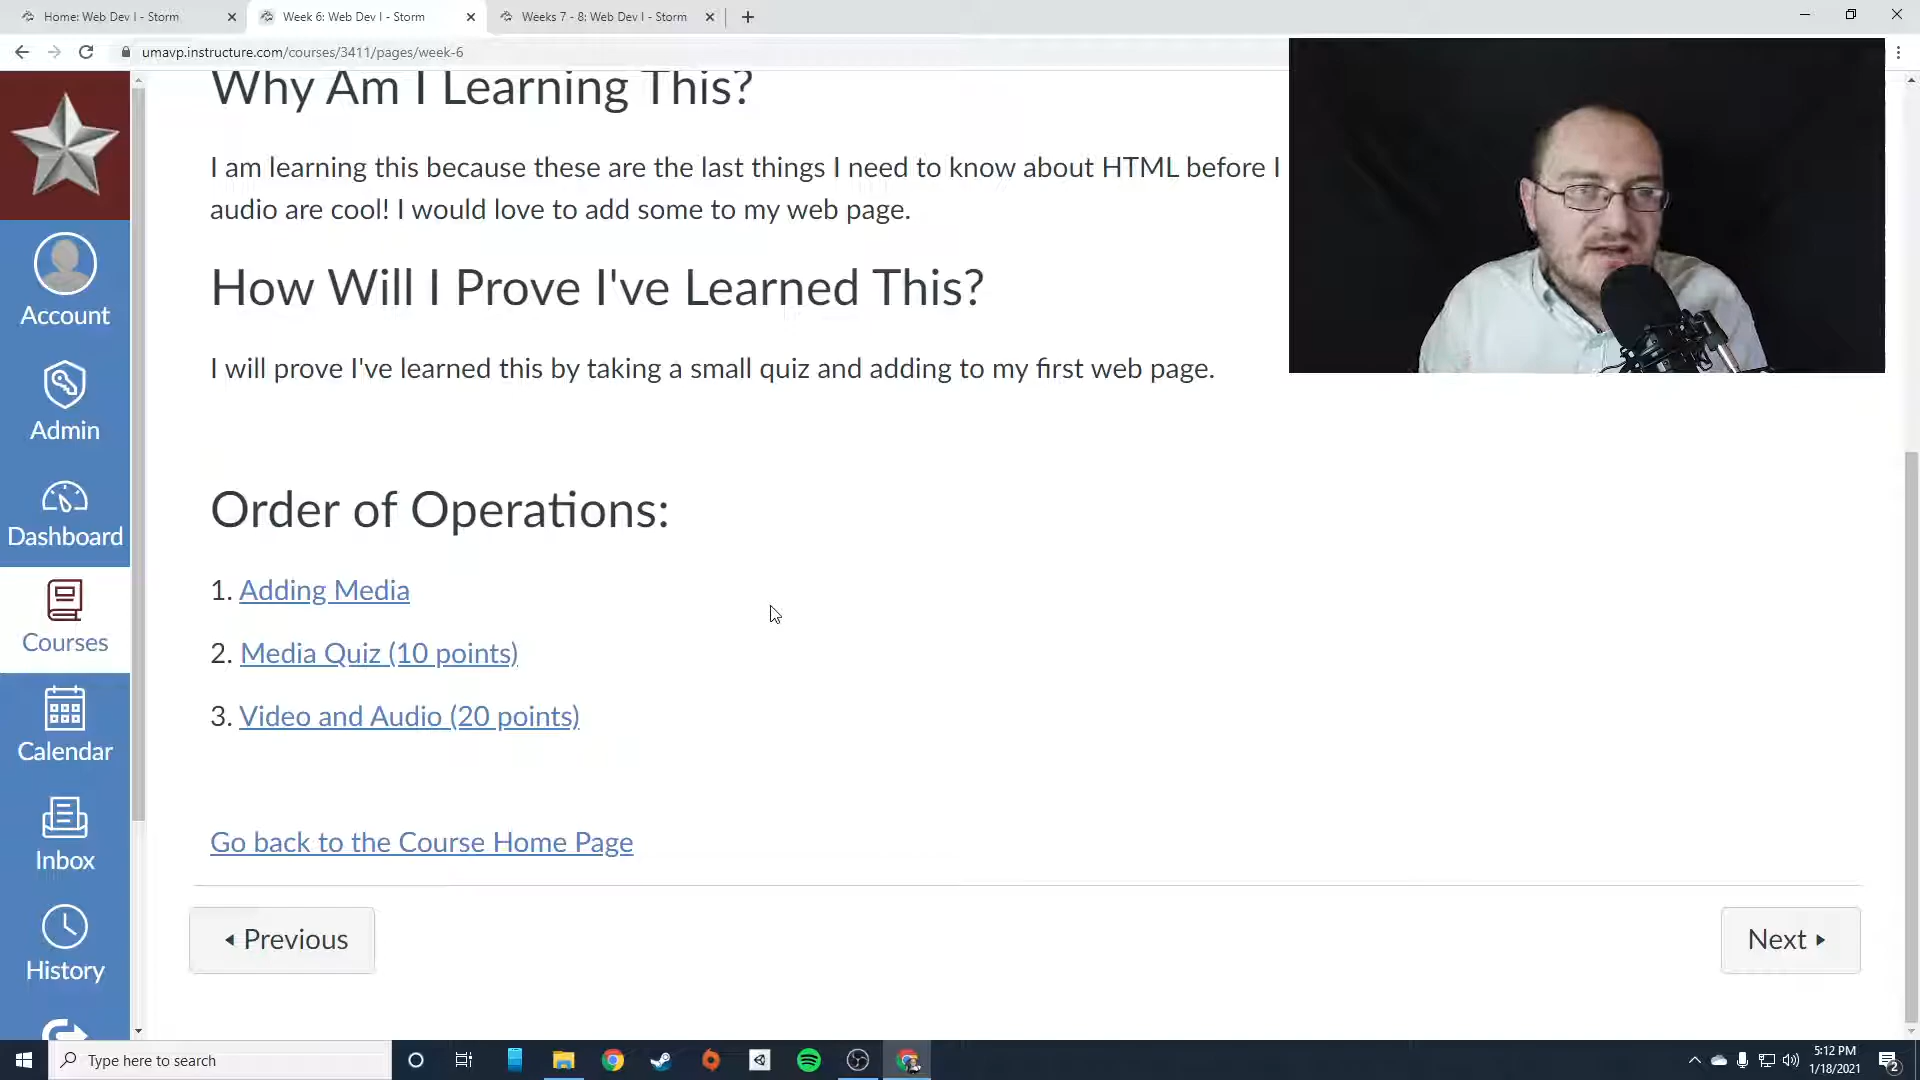 Home: Web Dev I - Storm
Week 6: Web Dev I - Storm
Weeks 7 - 8: Web Dev I - Storm
umavp.instructure.com/courses/3411/pages/week-6
Why Am I Learning This?
I am learning this because these are the last things I need to know about HTML before I
audio are cool! I would love to add some to my web page.
How Will I Prove I've Learned This?
I will prove I've learned this by taking a small quiz and adding to my first web page.
Order of Operations:
1. Adding Media
2. Media Quiz (10 points)
3. Video and Audio (20 points)
Go back to the Course Home Page
Previous
Next
Account
Admin
Dashboard
Courses
Calendar
Inbox
History
Type here to search
5:12 PM
1/18/2021
2